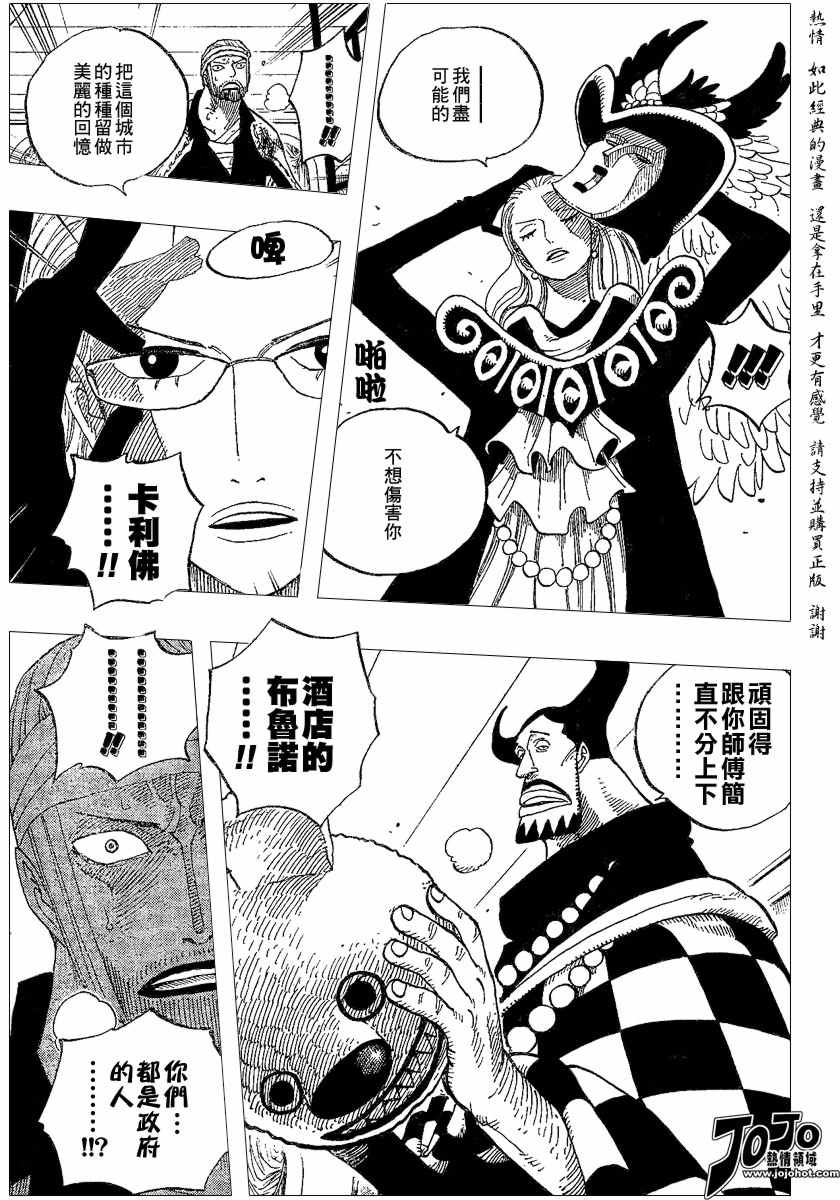 我們盡
可能的
把這個城市
的種種留做
美麗的回憶
………!!
!!!
啤
啪啦
不想傷害你
卡利佛
……!!
頑固得
跟你師傅簡
直不分上下
………
酒店的
布魯諾
……!!
………!!
你們…
都是政府
的人
……!!?
熱情 如此經典的漫畫 還是拿在手里 才更有感覺 請支持並購買正版 謝謝
JOJO
熱情領域
www.jojohot.com